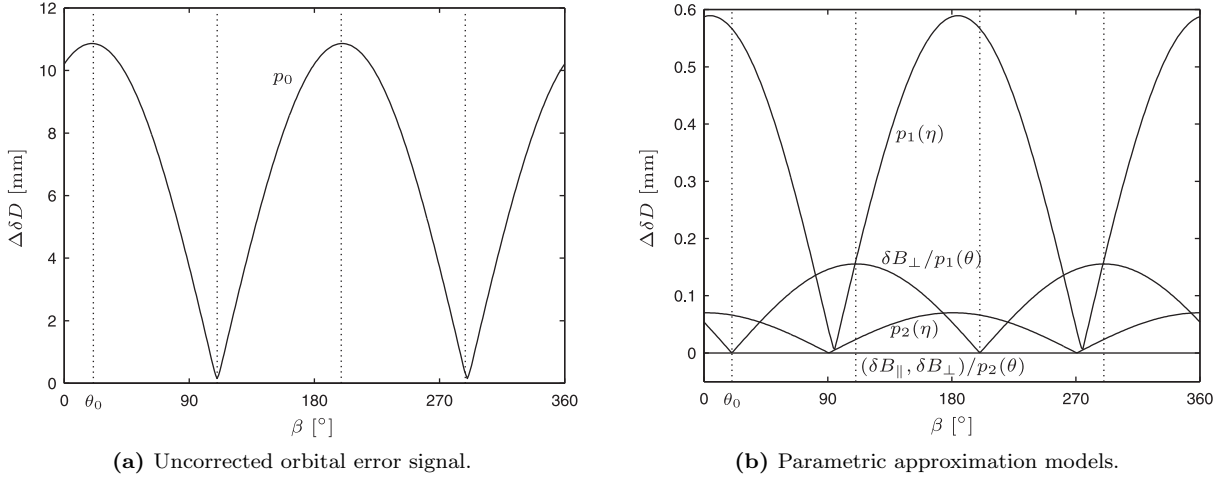 12
10
8
6
4
2
0
ΔδD [mm]
p₀
0 θ₀ 90 180 270 360
β [°]
(a) Uncorrected orbital error signal.
0.6
0.5
0.4
0.3
0.2
0.1
0
ΔδD [mm]
p₁(η)
δB⊥/p₁(θ)
p₂(η)
(δB∥, δB⊥)/p₂(θ)
0 θ₀ 90 180 270 360
β [°]
(b) Parametric approximation models.